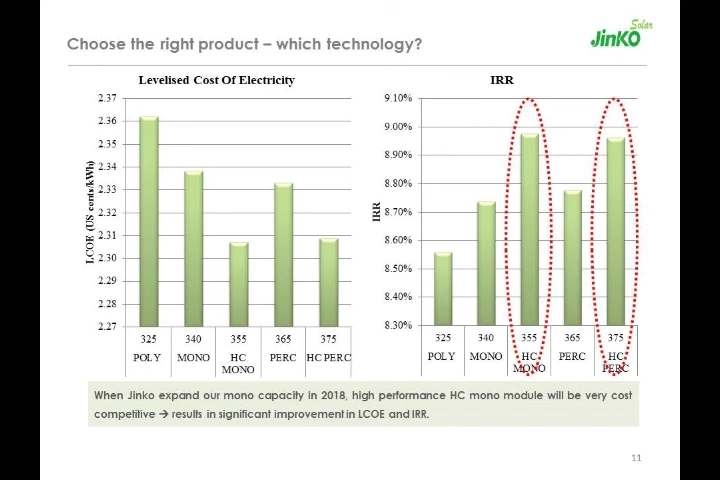 Solar
JinKO
Choose the right product – which technology?
Levelised Cost Of Electricity
LCOE (US cents/kWh)
2.37
2.36
2.35
2.34
2.33
2.32
2.31
2.30
2.29
2.28
2.27
325 340 355 365 375
POLY MONO HC PERC HC PERC
MONO
IRR
IRR
9.10%
9.00%
8.90%
8.80%
8.70%
8.60%
8.50%
8.40%
8.30%
325 340 355 365 375
POLY MONO HC PERC HC
MONO PERC
When Jinko expand our mono capacity in 2018, high performance HC mono module will be very cost
competitive → results in significant improvement in LCOE and IRR.
11